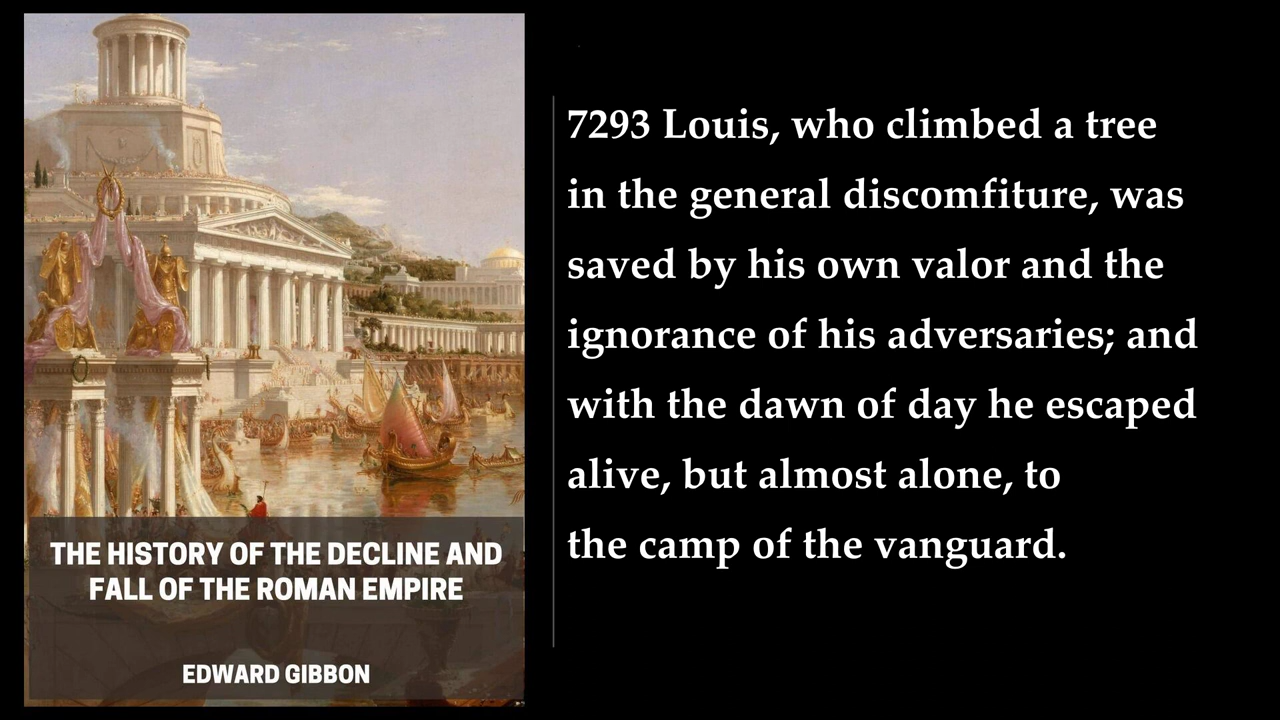 THE HISTORY OF THE DECLINE AND
FALL OF THE ROMAN EMPIRE
EDWARD GIBBON
7293 Louis, who climbed a tree
in the general discomfiture, was
saved by his own valor and the
ignorance of his adversaries; and
with the dawn of day he escaped
alive, but almost alone, to
the camp of the vanguard.